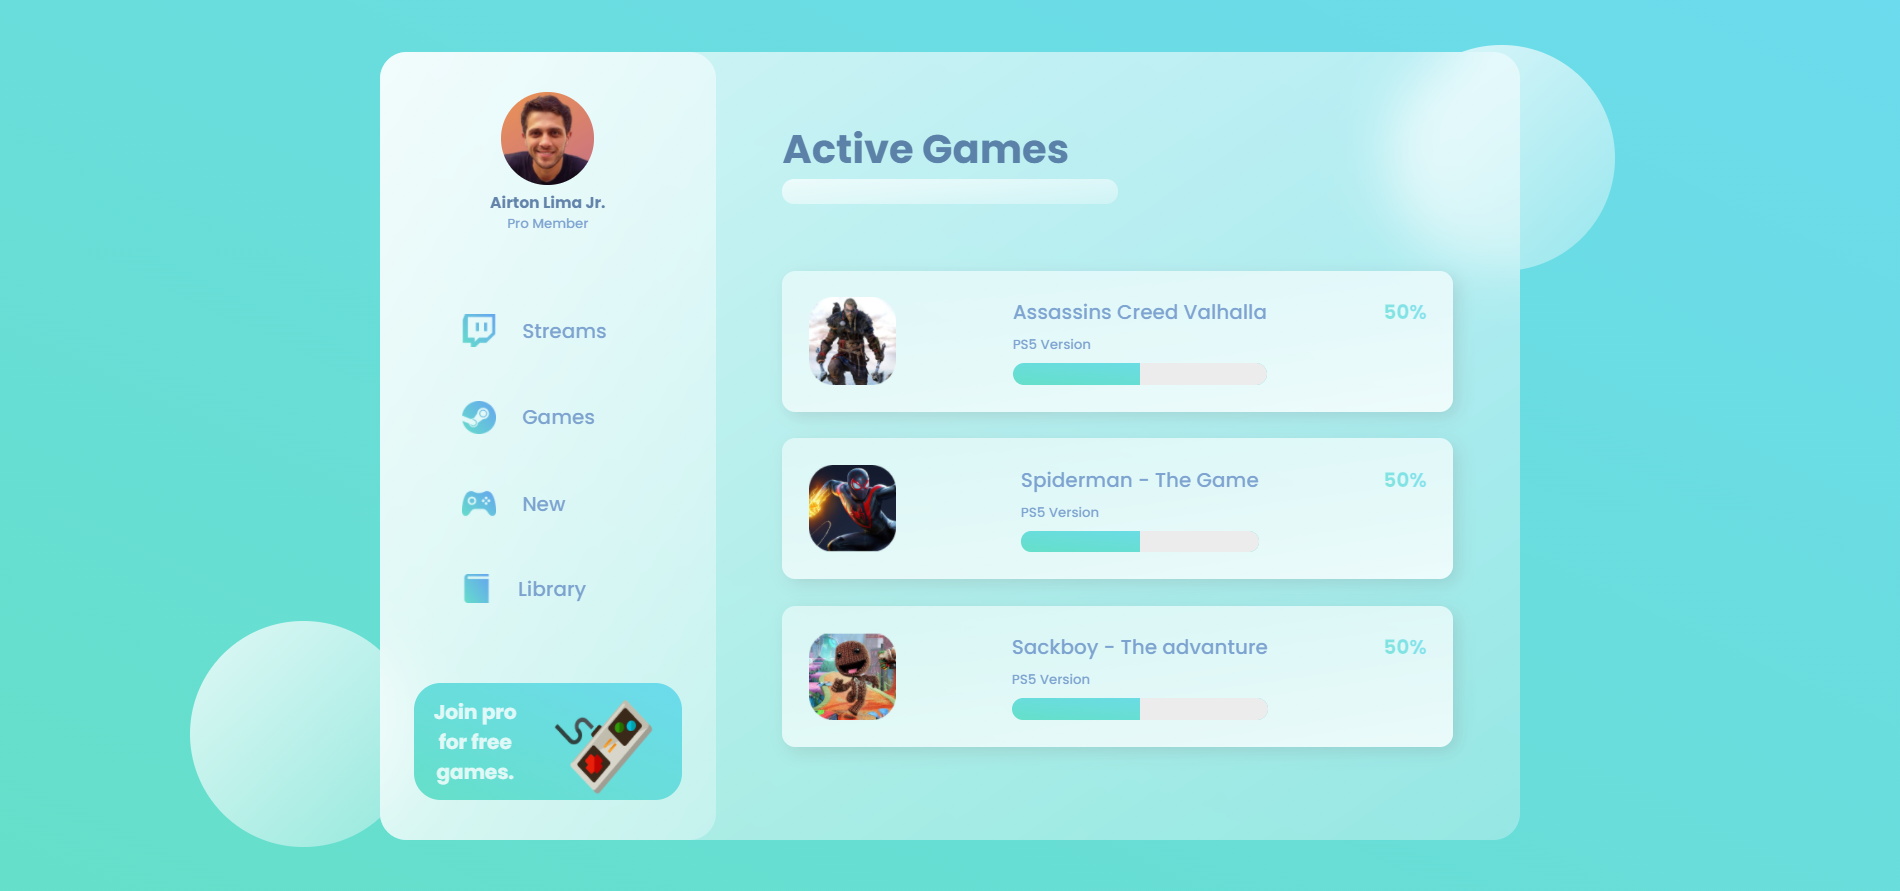 Airton Lima Jr.
Pro Member
Streams
Games
New
Library
Join pro
for free
games.
Active Games
Assassins Creed Valhalla
50%
PS5 Version
Spiderman - The Game
50%
PS5 Version
Sackboy - The advanture
50%
PS5 Version